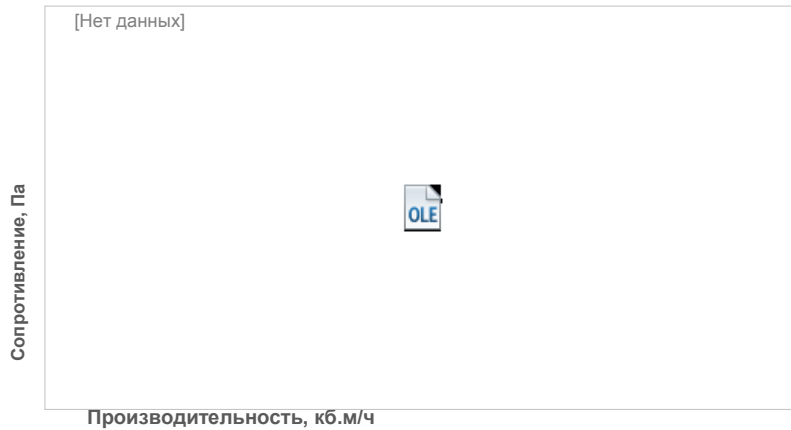 [Нет данных]
OLE
Сопротивление, Па
Производительность, кб.м/ч